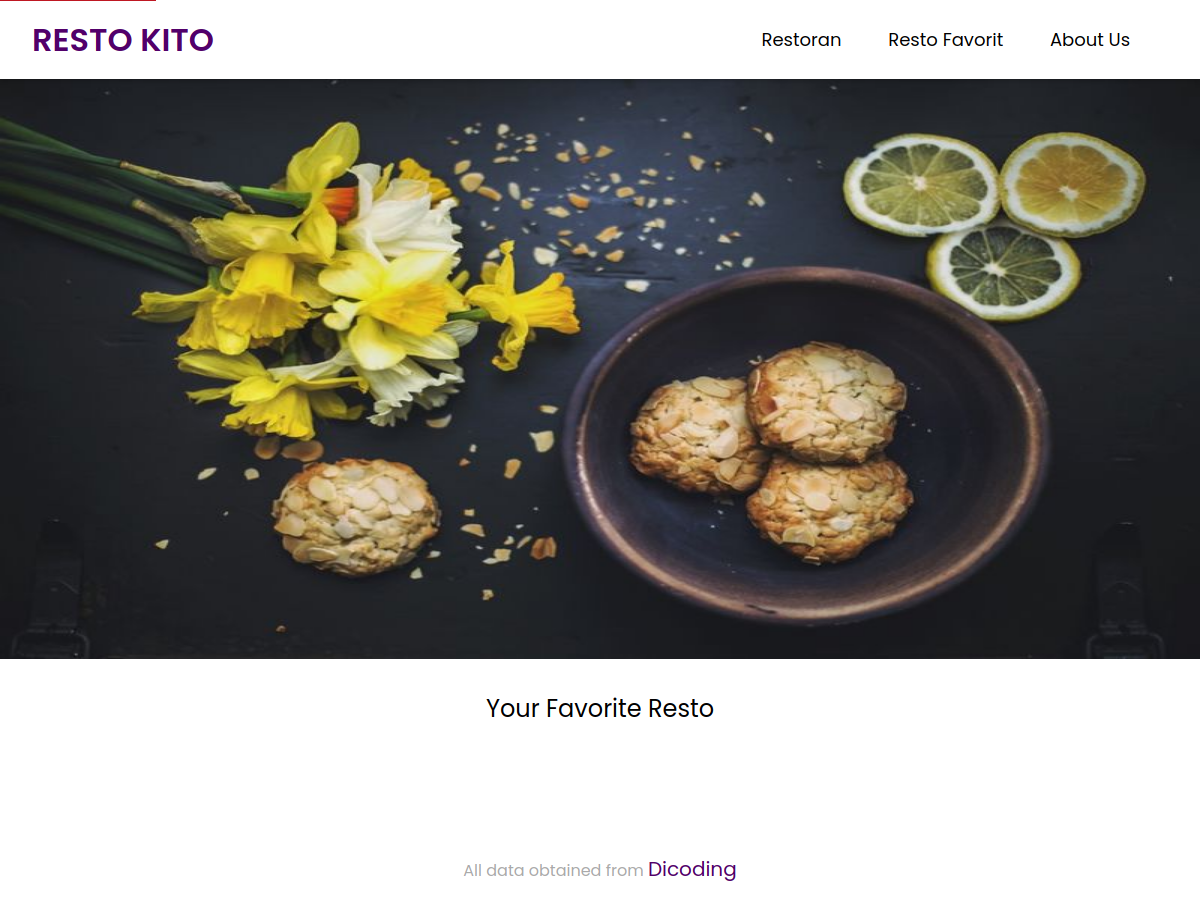 RESTO KITO
Restoran
Resto Favorit
About Us
Your Favorite Resto
All data obtained from Dicoding